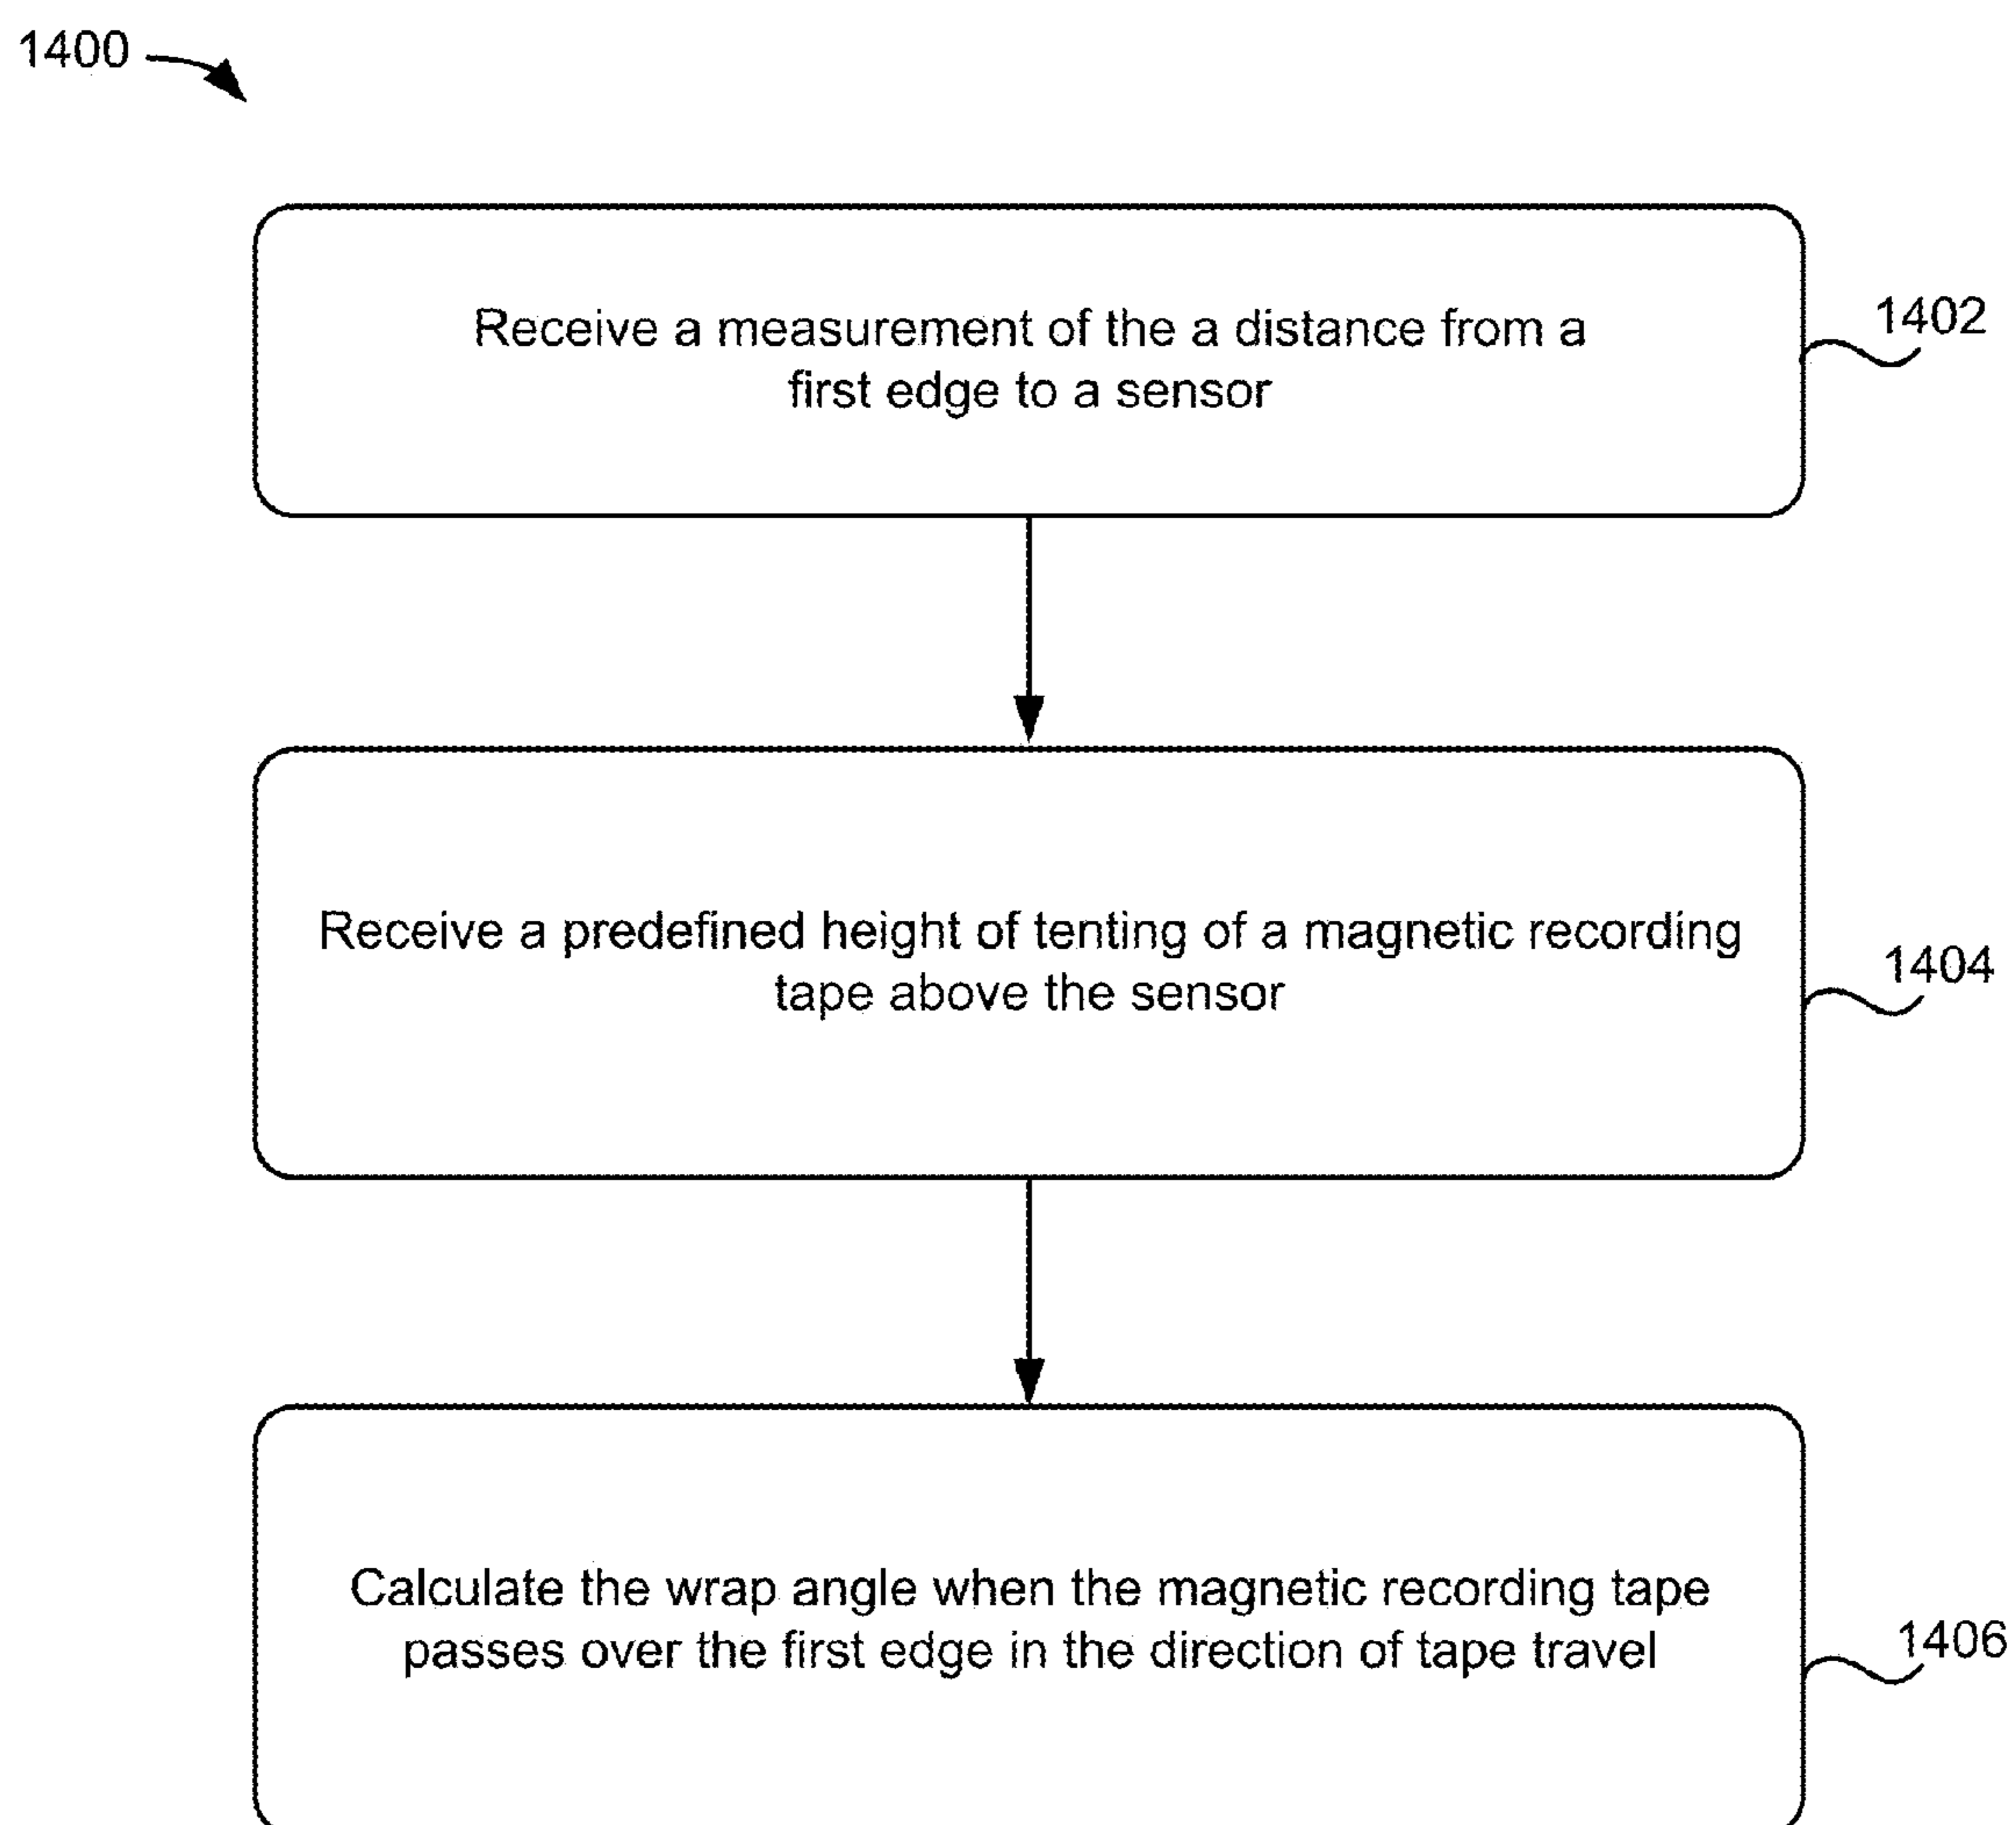 1400
Receive a measurement of the a distance from a
first edge to a sensor
1402
Receive a predefined height of tenting of a magnetic recording
tape above the sensor
1404
Calculate the wrap angle when the magnetic recording tape
passes over the first edge in the direction of tape travel
1406